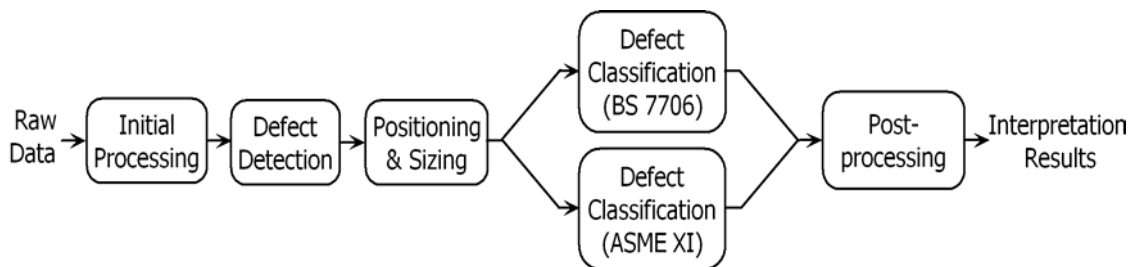 Raw
Data
Initial
Processing
Defect
Detection
Positioning
& Sizing
Defect
Classification
(BS 7706)
Defect
Classification
(ASME XI)
Post-
processing
Interpretation
Results